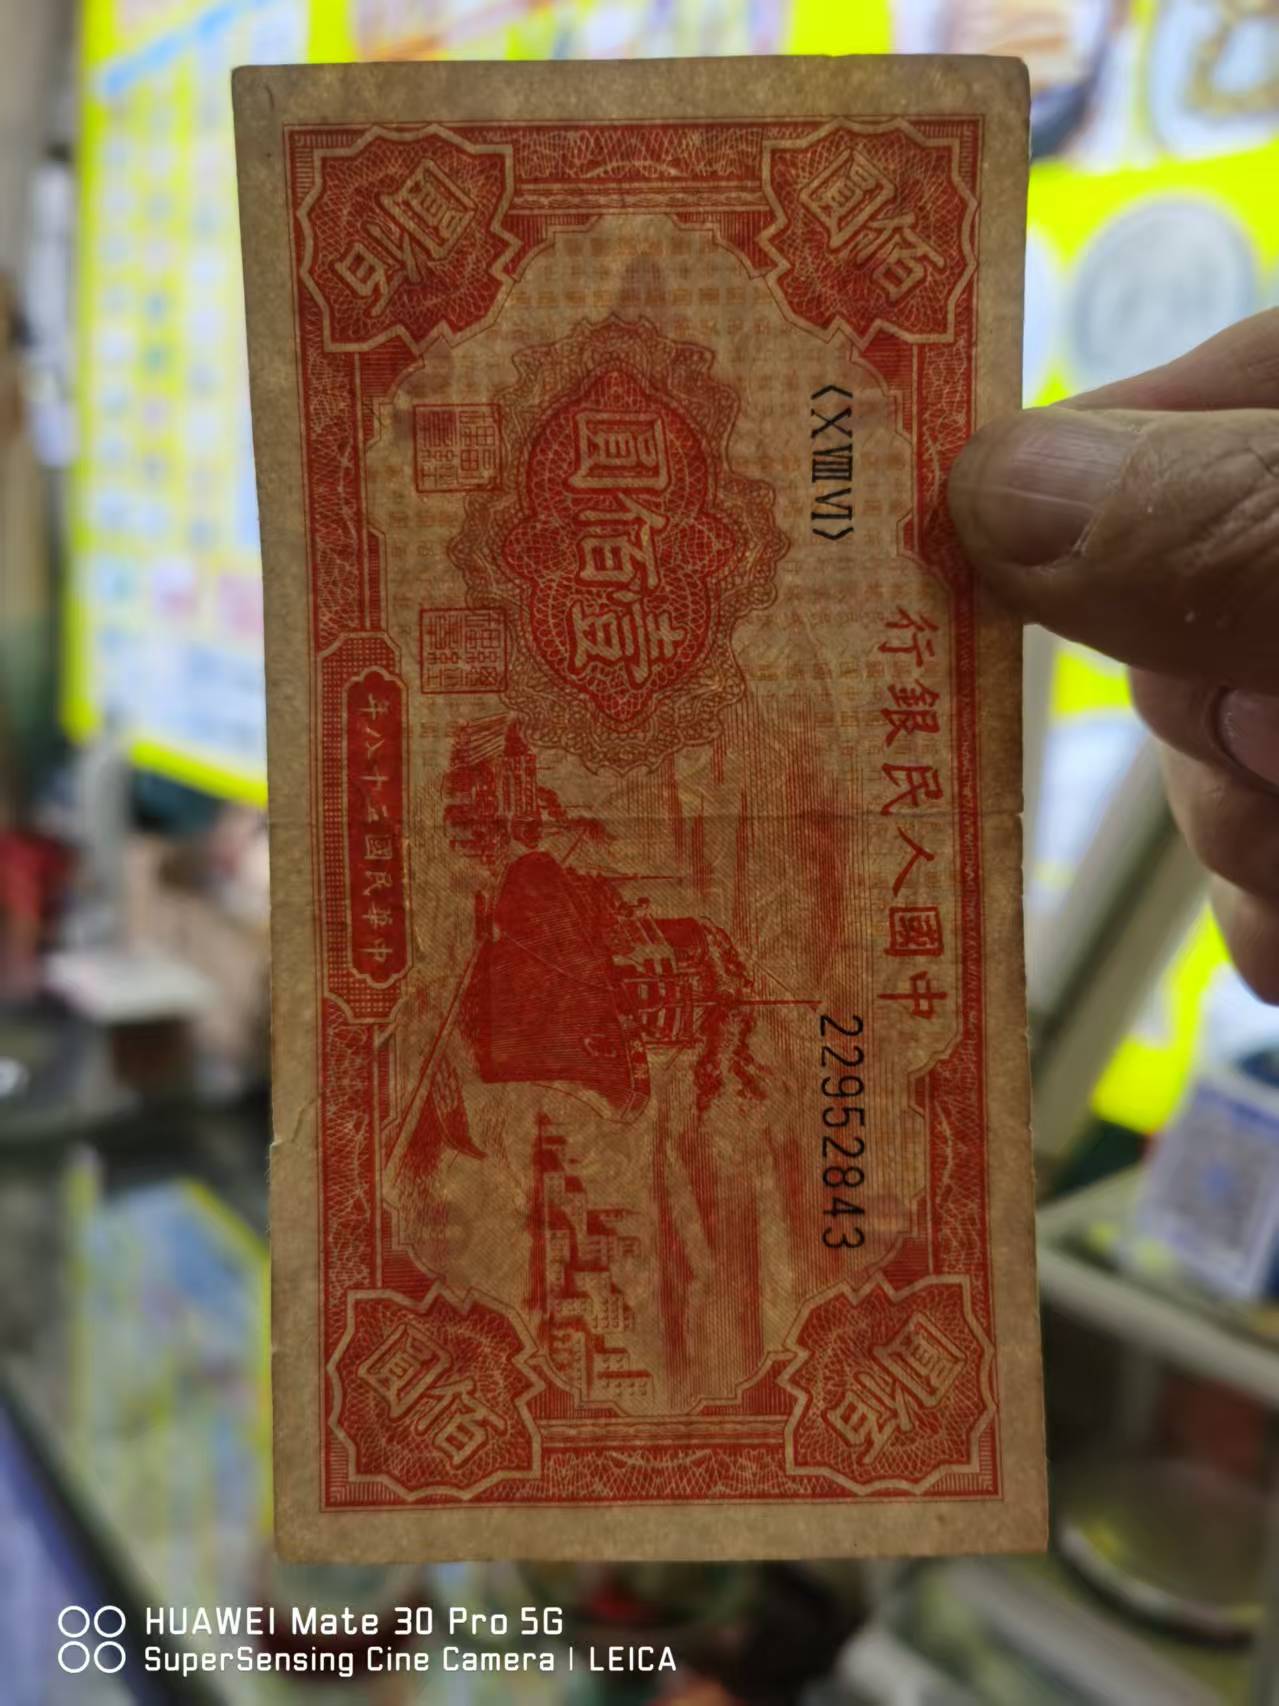 佰圓
佰圓
中國人民銀行
〈XⅧⅥ〉
22952843
壹佰圓
中華民國三十八年
佰圓
佰圓
HUAWEI Mate 30 Pro 5G
SuperSensing Cine Camera | LEICA